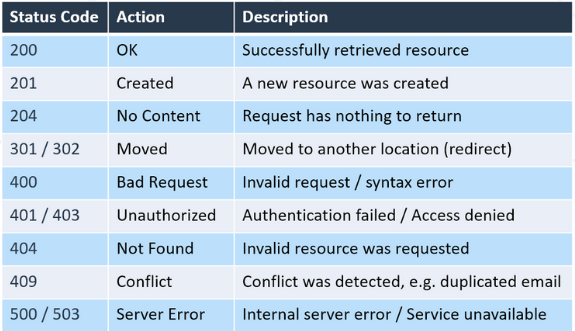 Status Code Action Description
200 OK Successfully retrieved resource
201 Created A new resource was created
204 No Content Request has nothing to return
301 / 302 Moved Moved to another location (redirect)
400 Bad Request Invalid request / syntax error
401 / 403 Unauthorized Authentication failed / Access denied
404 Not Found Invalid resource was requested
409 Conflict Conflict was detected, e.g. duplicated email
500 / 503 Server Error Internal server error / Service unavailable